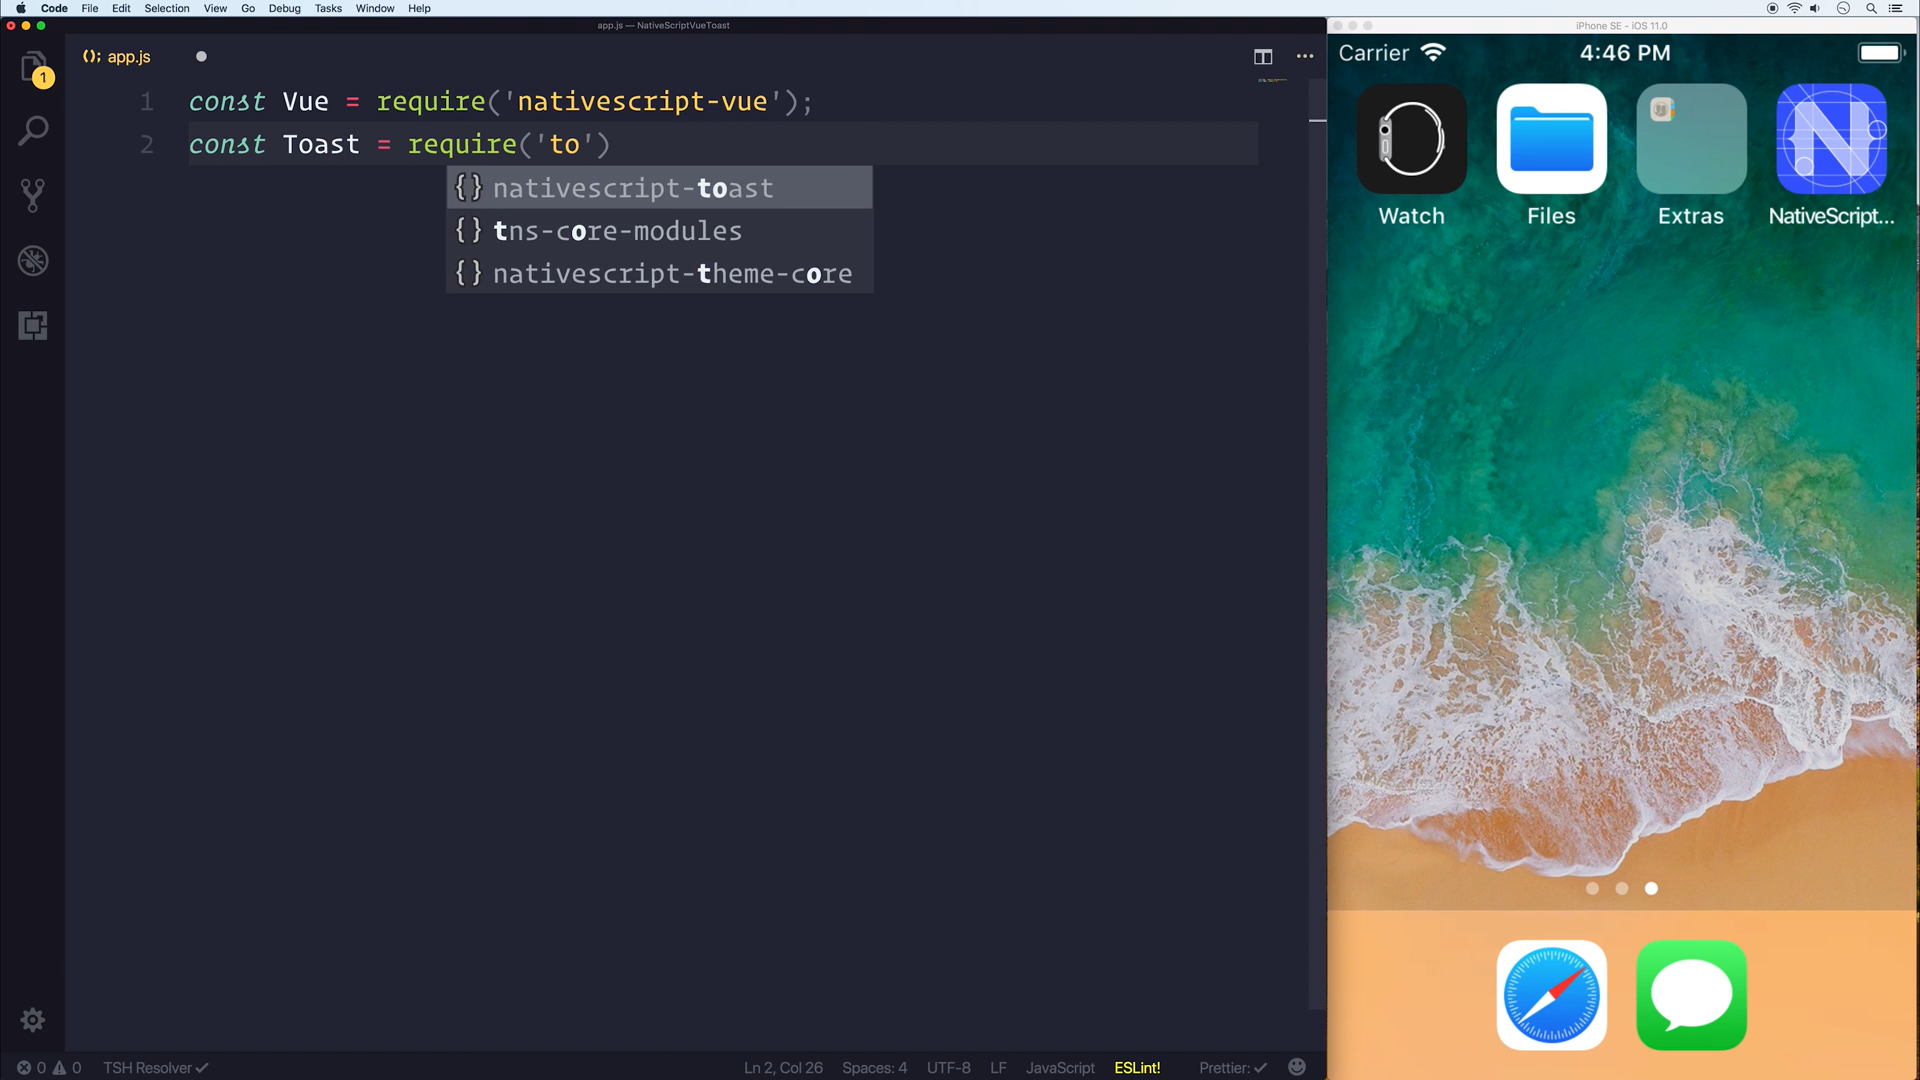 Code File Edit Selection View Go Debug Tasks Window Help
app.js — NativeScriptVueToast
iPhone SE - iOS 11.0
app.js
1
1 const Vue = require('nativescript-vue');
2 const Toast = require('to')
{} nativescript-toast
{} tns-core-modules
{} nativescript-theme-core
Carrier 4:46 PM
Watch Files Extras NativeScript...
0 0 TSH Resolver Ln 2, Col 26 Spaces: 4 UTF-8 LF JavaScript ESLint! Prettier: